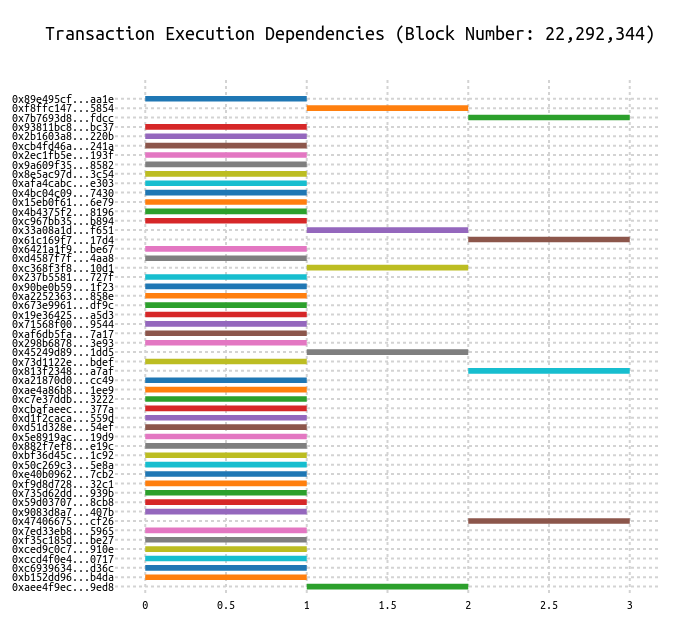 Transaction Execution Dependencies (Block Number: 22,292,344)
0x89e495cf...aa1e
0xf8ffc147...5854
0x7b7693d8...fdcc
0x93811bc8...bc37
0x2b1603a8...220b
0xcb4fd46a...241a
0x2ec1fb5e...193f
0x9a609f35...8582
0x8e5ac97d...3c54
0xafa4cabc...e303
0x4bc04c09...7430
0x15eb0f61...6e79
0x4b4375f2...8196
0xc967bb35...b894
0x33a08a1d...f651
0x61c169f7...17d4
0x6421a1f9...be67
0xd4587f7f...4aa8
0xc368f3f8...10d1
0x237b5581...727f
0x90be0b59...1f23
0xa2252363...858e
0x673e9961...df9c
0x19e36425...a5d3
0x71568f00...9544
0xaf6db5fa...7a17
0x298b6878...3e93
0x45249d89...1dd5
0x73d1122e...bdef
0x813f2348...a7af
0xa21870d0...cc49
0xae4a86b8...1ee9
0xc7e37ddb...3222
0xcbafaeec...377a
0xd1f2caca...559d
0xd51d328e...54ef
0x5e8919ac...19d9
0x882f7ef8...e19c
0xbf36d45c...1c92
0x50c269c3...5e8a
0xe40b0962...7cb2
0xf9d8d728...32c1
0x735d62dd...939b
0x59d03707...8cb8
0x9083d8a7...407b
0x47406675...cf26
0x7ed33eb8...5965
0xf35c185d...be27
0xced9c0c7...910e
0xccd4f0e4...0717
0xc6939634...d36c
0xb152dd96...b4da
0xaee4f9ec...9ed8
0 0.5 1 1.5 2 2.5 3